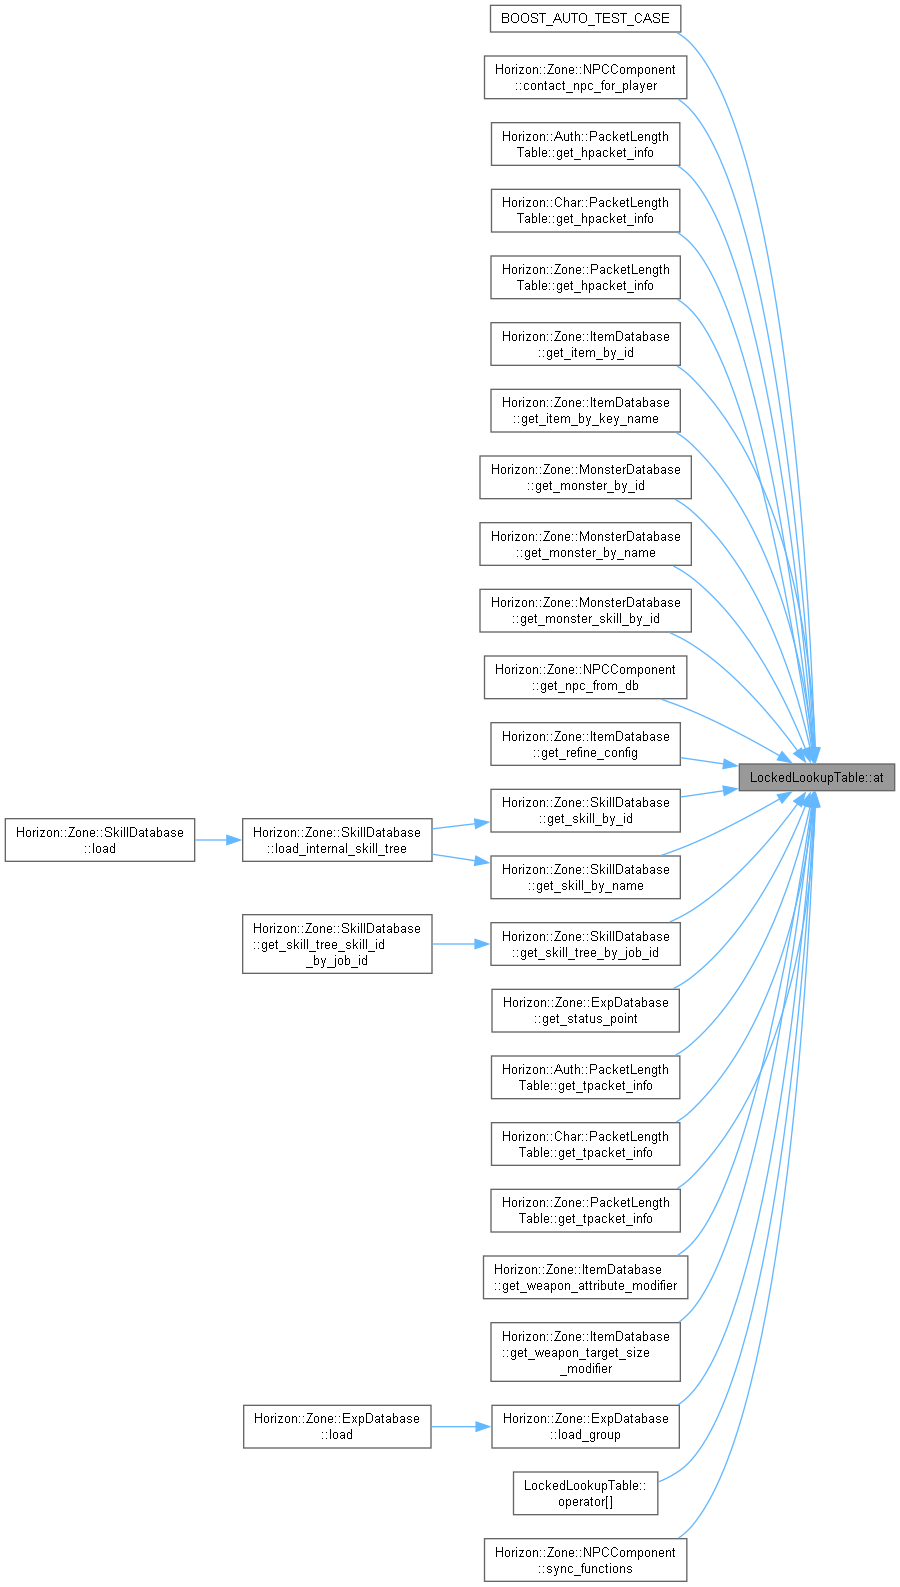 BOOST_AUTO_TEST_CASE
Horizon::Zone::NPCComponent
::contact_npc_for_player
Horizon::Auth::PacketLength
Table::get_hpacket_info
Horizon::Char::PacketLength
Table::get_hpacket_info
Horizon::Zone::PacketLength
Table::get_hpacket_info
Horizon::Zone::ItemDatabase
::get_item_by_id
Horizon::Zone::ItemDatabase
::get_item_by_key_name
Horizon::Zone::MonsterDatabase
::get_monster_by_id
Horizon::Zone::MonsterDatabase
::get_monster_by_name
Horizon::Zone::MonsterDatabase
::get_monster_skill_by_id
Horizon::Zone::NPCComponent
::get_npc_from_db
Horizon::Zone::ItemDatabase
::get_refine_config
LockedLookupTable::at
Horizon::Zone::SkillDatabase
::get_skill_by_id
Horizon::Zone::SkillDatabase
::load
Horizon::Zone::SkillDatabase
::load_internal_skill_tree
Horizon::Zone::SkillDatabase
::get_skill_by_name
Horizon::Zone::SkillDatabase
::get_skill_tree_skill_id
_by_job_id
Horizon::Zone::SkillDatabase
::get_skill_tree_by_job_id
Horizon::Zone::ExpDatabase
::get_status_point
Horizon::Auth::PacketLength
Table::get_tpacket_info
Horizon::Char::PacketLength
Table::get_tpacket_info
Horizon::Zone::PacketLength
Table::get_tpacket_info
Horizon::Zone::ItemDatabase
::get_weapon_attribute_modifier
Horizon::Zone::ItemDatabase
::get_weapon_target_size
_modifier
Horizon::Zone::ExpDatabase
::load
Horizon::Zone::ExpDatabase
::load_group
LockedLookupTable::
operator[]
Horizon::Zone::NPCComponent
::sync_functions